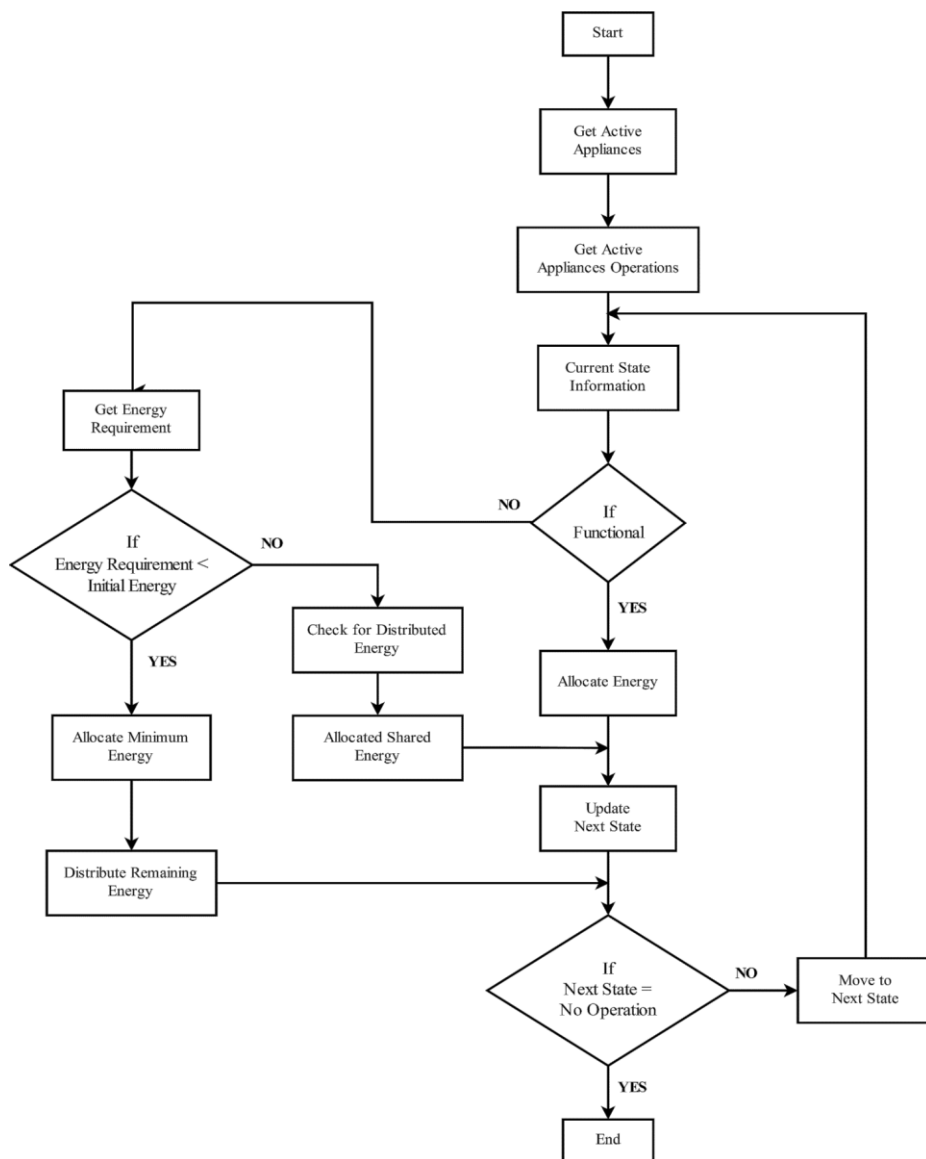 Start
Get Active
Appliances
Get Active
Appliances Operations
Current State
Information
Get Energy
Requirement
NO
If
Functional
If
Energy Requirement <
Initial Energy
NO
YES
Check for Distributed
Energy
YES
Allocate Energy
Allocate Minimum
Energy
Allocated Shared
Energy
Update
Next State
Distribute Remaining
Energy
If
Next State =
No Operation
NO
Move to
Next State
YES
End